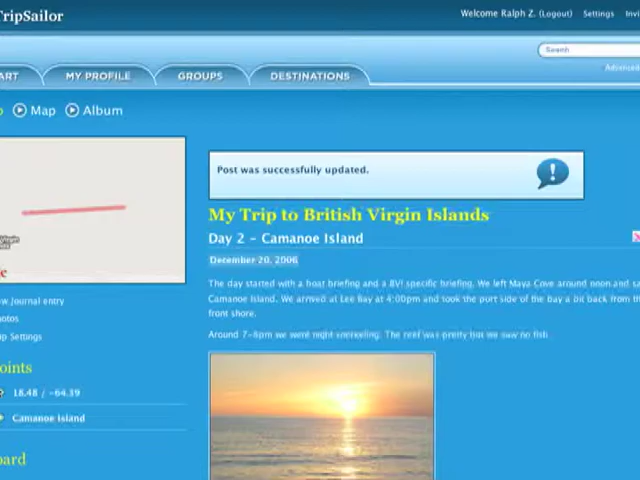 TripSailor
Welcome Ralph Z. (Logout) Settings Invi
Search
ART MY PROFILE GROUPS DESTINATIONS
Advanced
Map Album
Post was successfully updated.
My Trip to British Virgin Islands
Day 2 - Camanoe Island
December 20, 2006
The day started with a boat briefing and a BVI specific briefing. We left Maya Cove around noon and sa
Camanoe Island. We arrived at Lee Bay at 4:00pm and took the port side of the bay a bit back from th
front shore.
Around 7-8pm we went night snorkeling. The reef was pretty but we saw no fish
ew Journal entry
hotos
ip Settings
oints
18.48 / -64.39
Camanoe Island
oard